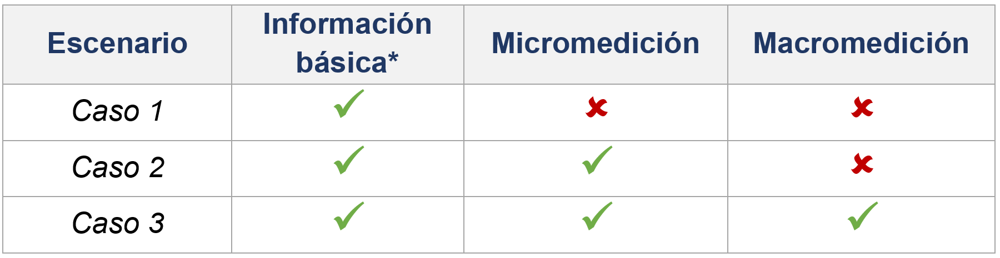 Escenario
Información
básica*
Micromedición
Macromedición
Caso 1
Caso 2
Caso 3